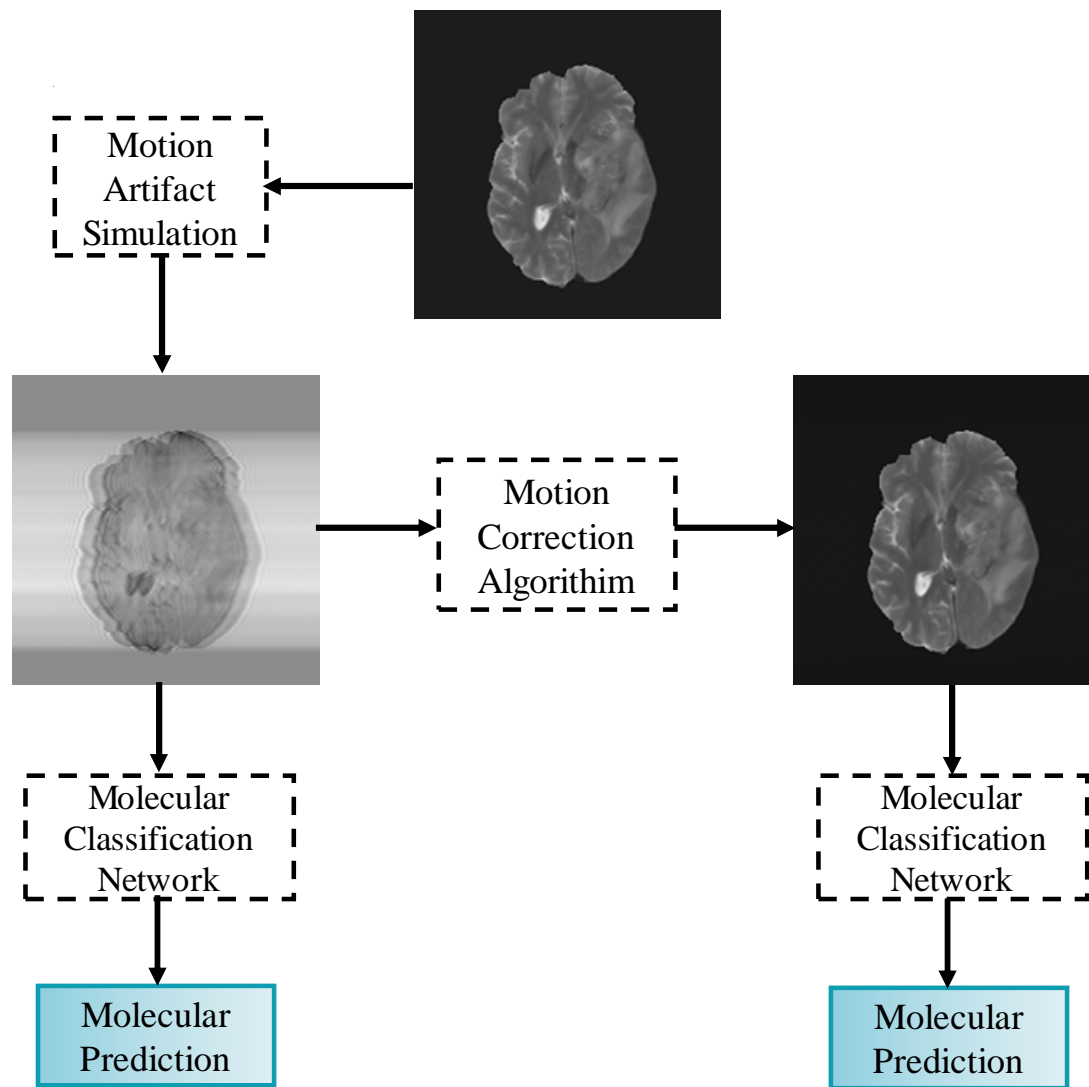 Motion
Artifact
Simulation
Motion
Correction
Algorithim
Molecular
Classification
Network
Molecular
Classification
Network
Molecular
Prediction
Molecular
Prediction